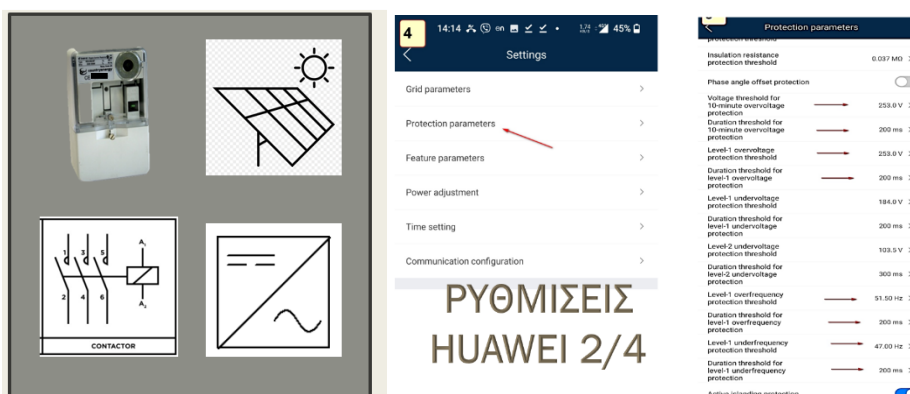 1 3 5
A₁
2 4 6
A₂
CONTACTOR
4
14:14
45%
Settings
Grid parameters
Protection parameters
Feature parameters
Power adjustment
Time setting
Communication configuration
ΡΥΘΜΙΣΕΙΣ
HUAWEI 2/4
Protection parameters
protection threshold
Insulation resistance
protection threshold
0.037 MΩ
Phase angle offset protection
Voltage threshold for
10-minute overvoltage
protection
253.0 V
Duration threshold for
10-minute overvoltage
protection
200 ms
Level-1 overvoltage
protection threshold
253.0 V
Duration threshold for
level-1 overvoltage
protection
200 ms
Level-1 undervoltage
protection threshold
184.0 V
Duration threshold for
level-1 undervoltage
protection
200 ms
Level-2 undervoltage
protection threshold
103.5 V
Duration threshold for
level-2 undervoltage
protection
300 ms
Level-1 overfrequency
protection threshold
51.50 Hz
Duration threshold for
level-1 overfrequency
protection
200 ms
Level-1 underfrequency
protection threshold
47.00 Hz
Duration threshold for
level-1 underfrequency
protection
200 ms
Active islanding protection